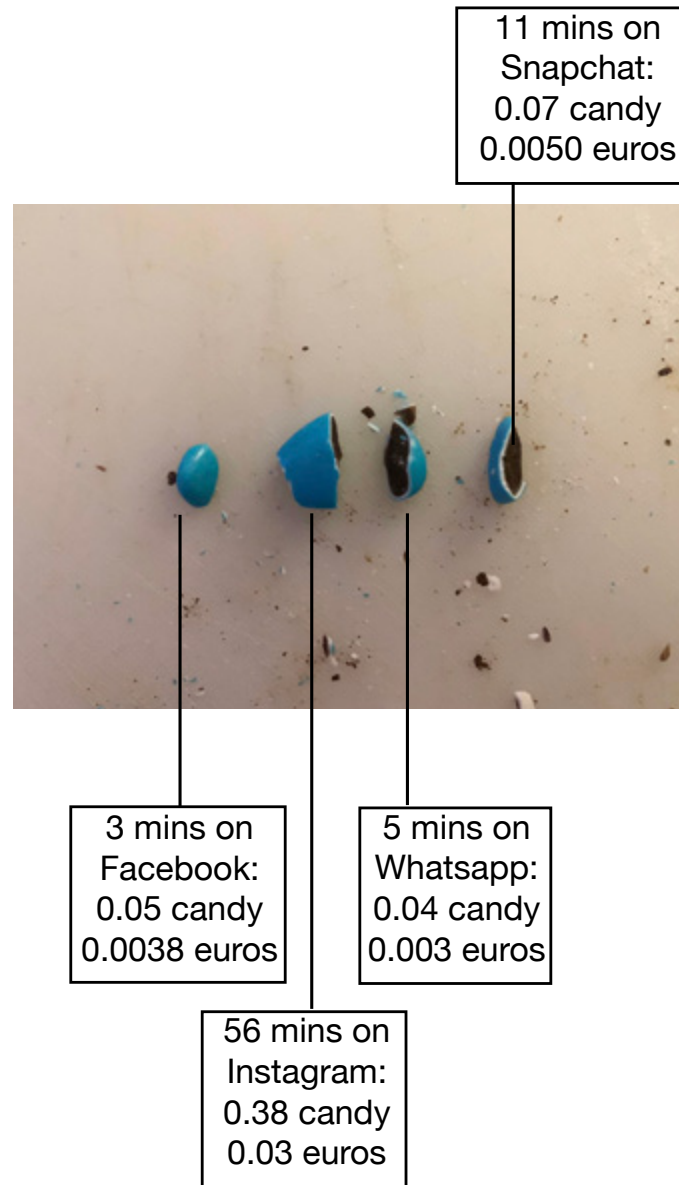 11 mins on
Snapchat:
0.07 candy
0.0050 euros
3 mins on
Facebook:
0.05 candy
0.0038 euros
5 mins on
Whatsapp:
0.04 candy
0.003 euros
56 mins on
Instagram:
0.38 candy
0.03 euros